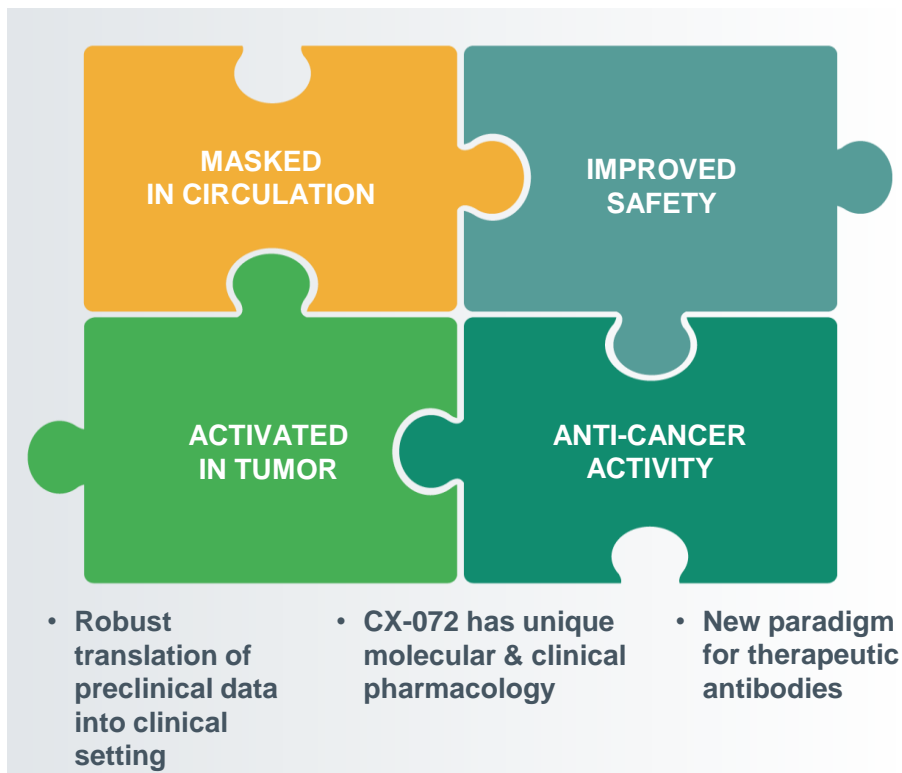 MASKED
IN CIRCULATION
IMPROVED
SAFETY
ACTIVATED
IN TUMOR
ANTI-CANCER
ACTIVITY
• Robust
translation of
preclinical data
into clinical
setting
• CX-072 has unique
molecular & clinical
pharmacology
• New paradigm
for therapeutic
antibodies